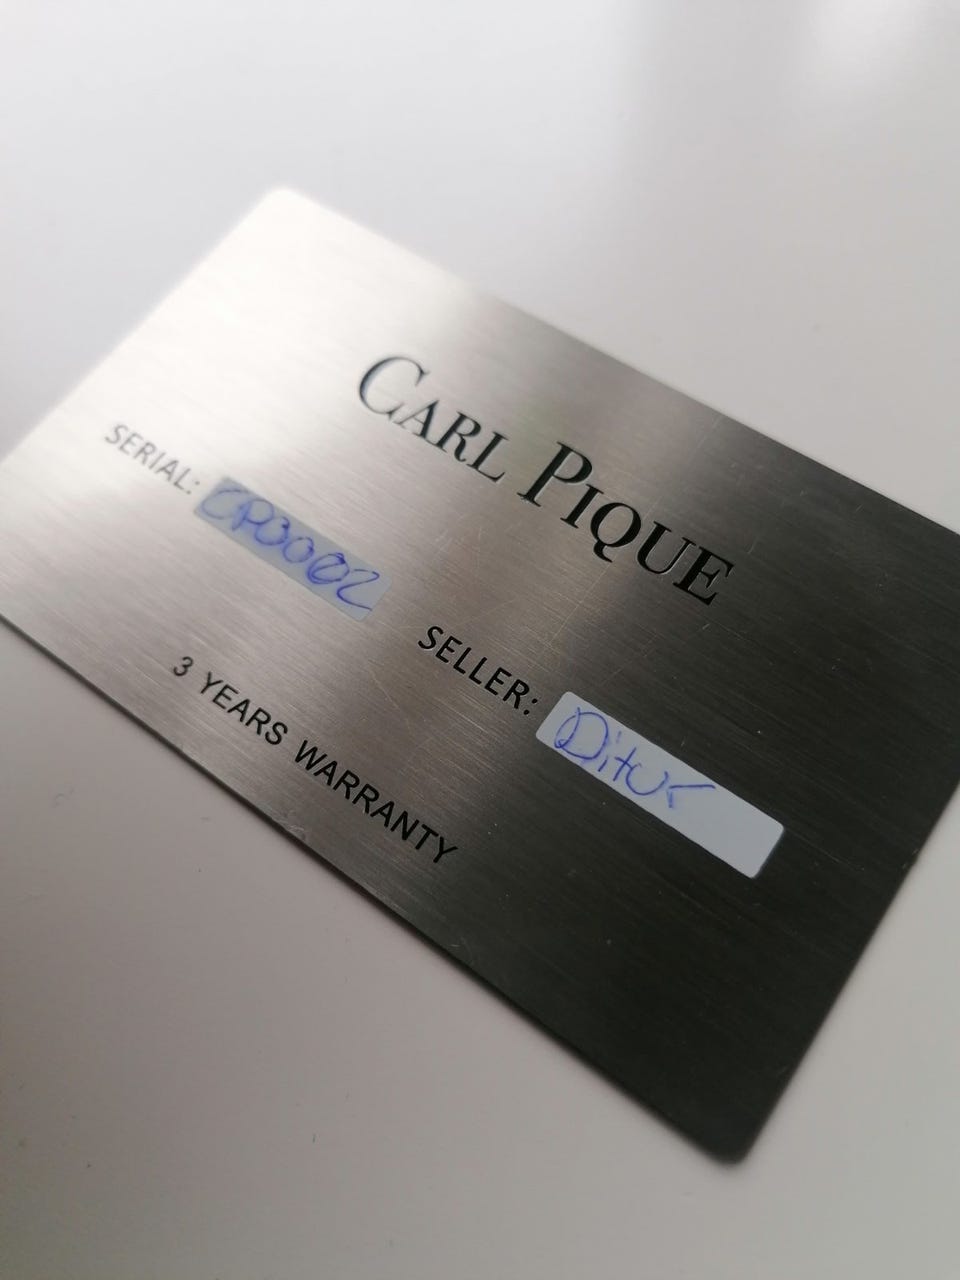 CARL PIQUE
SERIAL: CP0002
SELLER: Ditur
3 YEARS WARRANTY